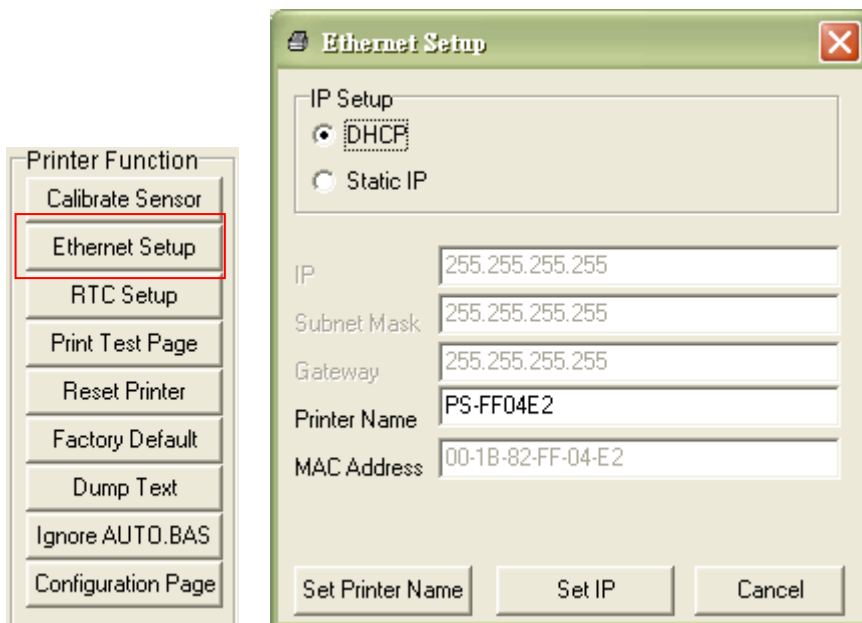 Printer Function
Calibrate Sensor
Ethernet Setup
RTC Setup
Print Test Page
Reset Printer
Factory Default
Dump Text
Ignore AUTO.BAS
Configuration Page
Ethernet Setup
IP Setup
DHCP
Static IP
IP 255.255.255.255
Subnet Mask 255.255.255.255
Gateway 255.255.255.255
Printer Name PS-FF04E2
MAC Address 00-1B-82-FF-04-E2
Set Printer Name Set IP Cancel